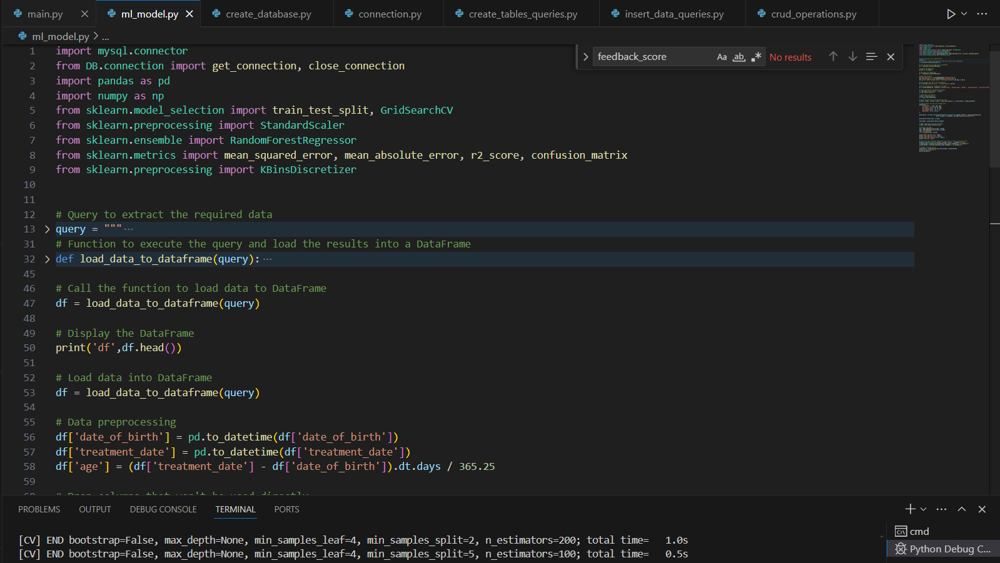 main.py
ml_model.py
create_database.py
connection.py
create_tables_queries.py
insert_data_queries.py
crud_operations.py
ml_model.py > ...
feedback_score
Aa
ab
No results
1 import mysql.connector
2 from DB.connection import get_connection, close_connection
3 import pandas as pd
4 import numpy as np
5 from sklearn.model_selection import train_test_split, GridSearchCV
6 from sklearn.preprocessing import StandardScaler
7 from sklearn.ensemble import RandomForestRegressor
8 from sklearn.metrics import mean_squared_error, mean_absolute_error, r2_score, confusion_matrix
9 from sklearn.preprocessing import KBinsDiscretizer
10
11
12 # Query to extract the required data
13 query = """ ...
31 # Function to execute the query and load the results into a DataFrame
32 def load_data_to_dataframe(query): ...
45
46 # Call the function to load data to DataFrame
47 df = load_data_to_dataframe(query)
48
49 # Display the DataFrame
50 print('df',df.head())
51
52 # Load data into DataFrame
53 df = load_data_to_dataframe(query)
54
55 # Data preprocessing
56 df['date_of_birth'] = pd.to_datetime(df['date_of_birth'])
57 df['treatment_date'] = pd.to_datetime(df['treatment_date'])
58 df['age'] = (df['treatment_date'] - df['date_of_birth']).dt.days / 365.25
59
60 # Drop columns that won't be used directly
PROBLEMS
OUTPUT
DEBUG CONSOLE
TERMINAL
PORTS
[CV] END bootstrap=False, max_depth=None, min_samples_leaf=4, min_samples_split=2, n_estimators=200; total time= 1.0s
[CV] END bootstrap=False, max_depth=None, min_samples_leaf=4, min_samples_split=5, n_estimators=100; total time= 0.5s
cmd
Python Debug C...